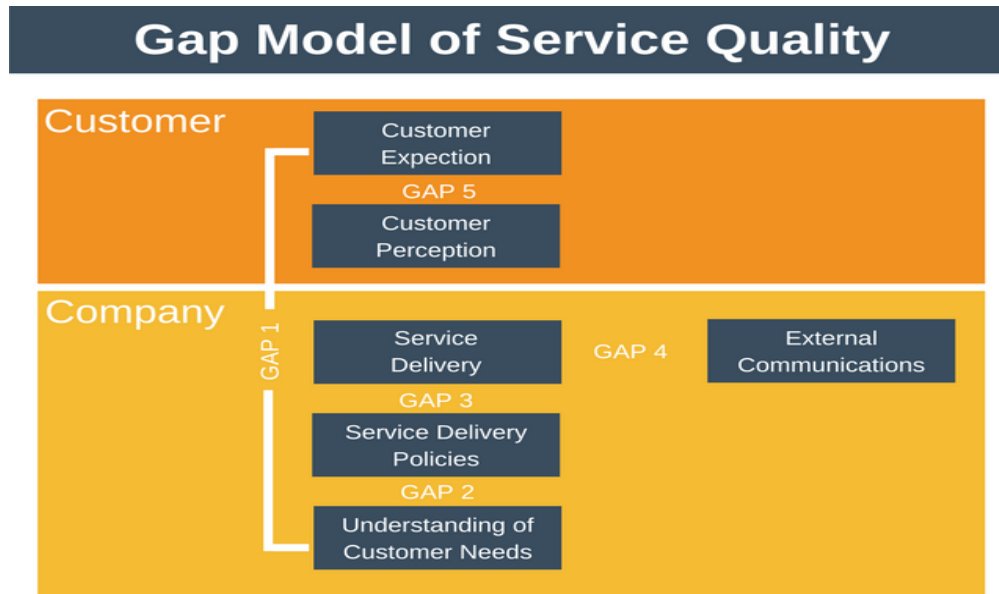 Gap Model of Service Quality
Customer
Customer
Expection
GAP 5
Customer
Perception
Company
GAP 1
Service
Delivery
GAP 4
External
Communications
GAP 3
Service Delivery
Policies
GAP 2
Understanding of
Customer Needs